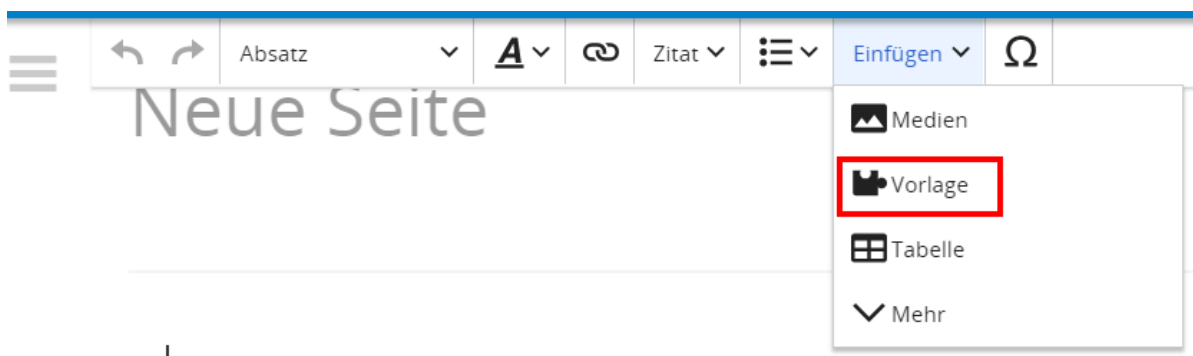 Absatz A Zitat Einfügen Ω
Neue Seite
Medien
Vorlage
Tabelle
Mehr